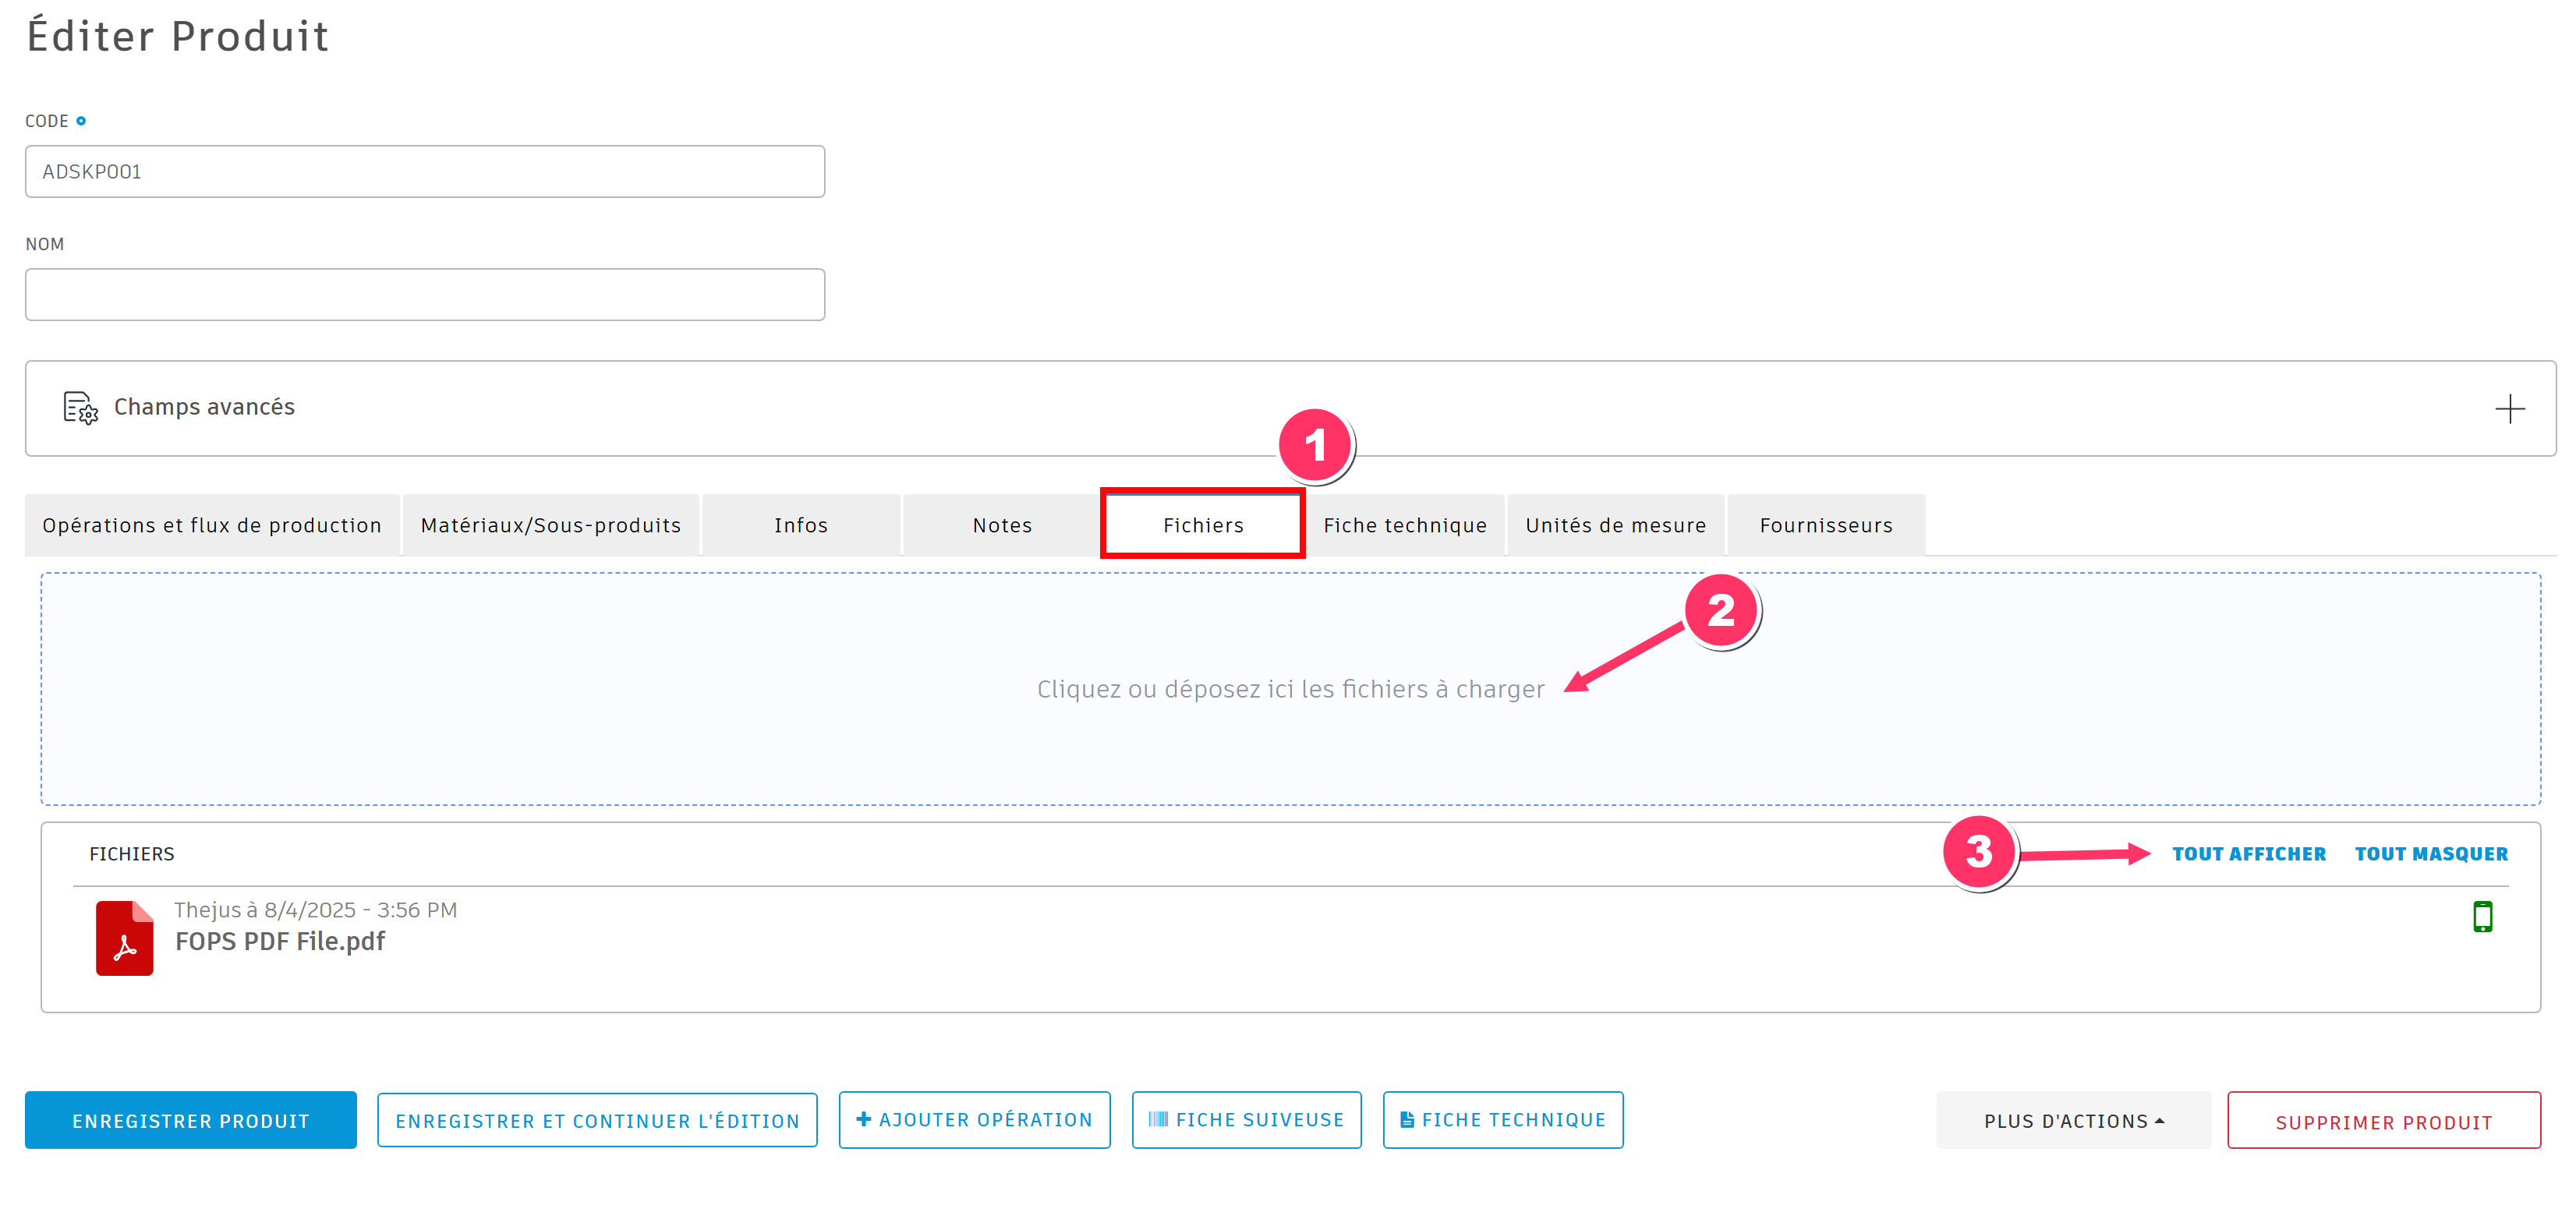 Éditer Produit
CODE
ADSKP001
NOM
Champs avancés
1
Opérations et flux de production
Matériaux/Sous-produits
Infos
Notes
Fichiers
Fiche technique
Unités de mesure
Fournisseurs
2
Cliquez ou déposez ici les fichiers à charger
FICHIERS
3
TOUT AFFICHER
TOUT MASQUER
Thejus à 8/4/2025 - 3:56 PM
FOPS PDF File.pdf
ENREGISTRER PRODUIT
ENREGISTRER ET CONTINUER L'ÉDITION
AJOUTER OPÉRATION
FICHE SUIVEUSE
FICHE TECHNIQUE
PLUS D'ACTIONS
SUPPRIMER PRODUIT